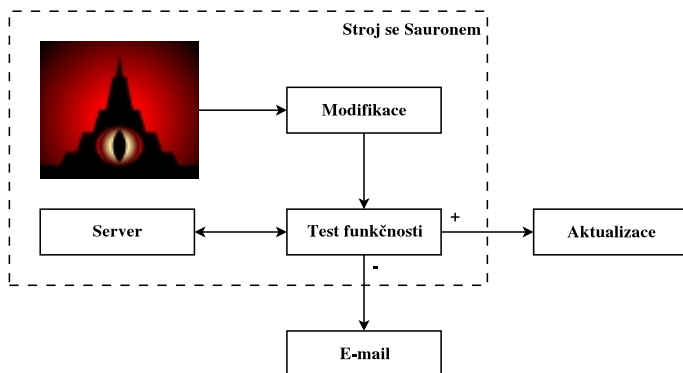 Stroj se Sauronem
Modifikace
Server
Test funkčnosti
+
Aktualizace
-
E-mail